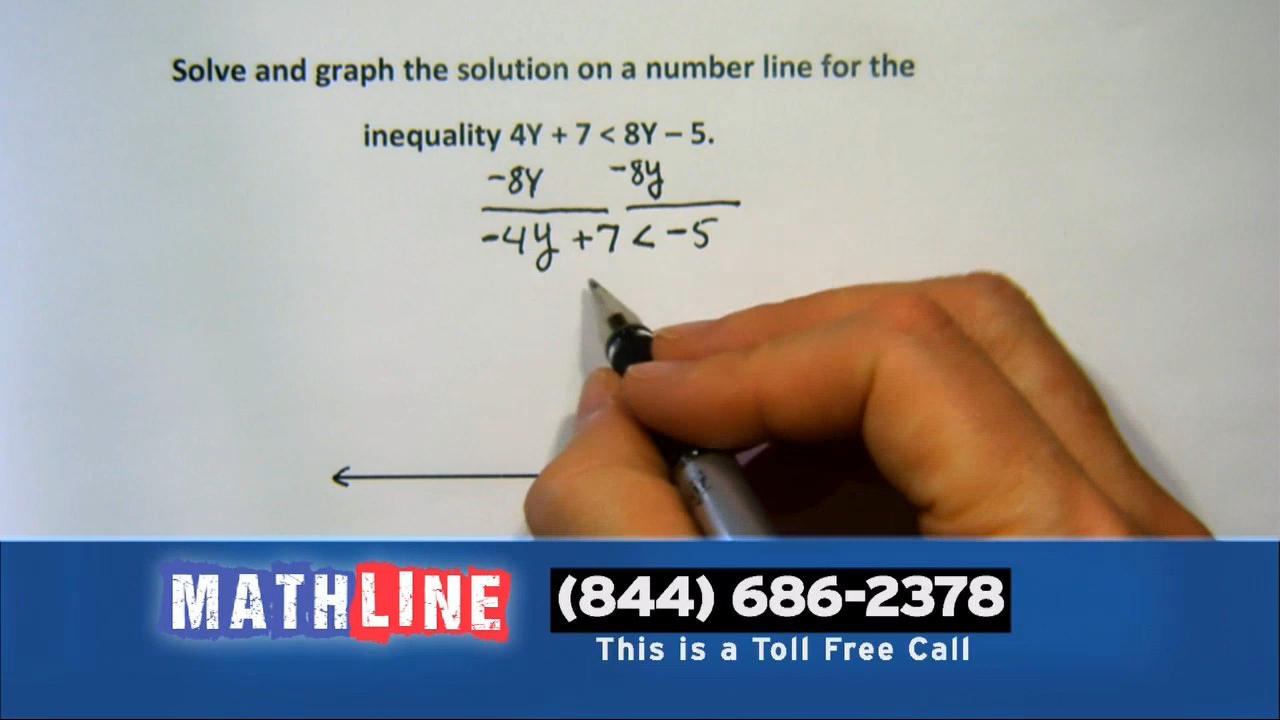 Solve and graph the solution on a number line for the
inequality 4Y + 7 < 8Y – 5.
-8Y -8y
-4y +7 < -5
MATHLINE
(844) 686-2378
This is a Toll Free Call